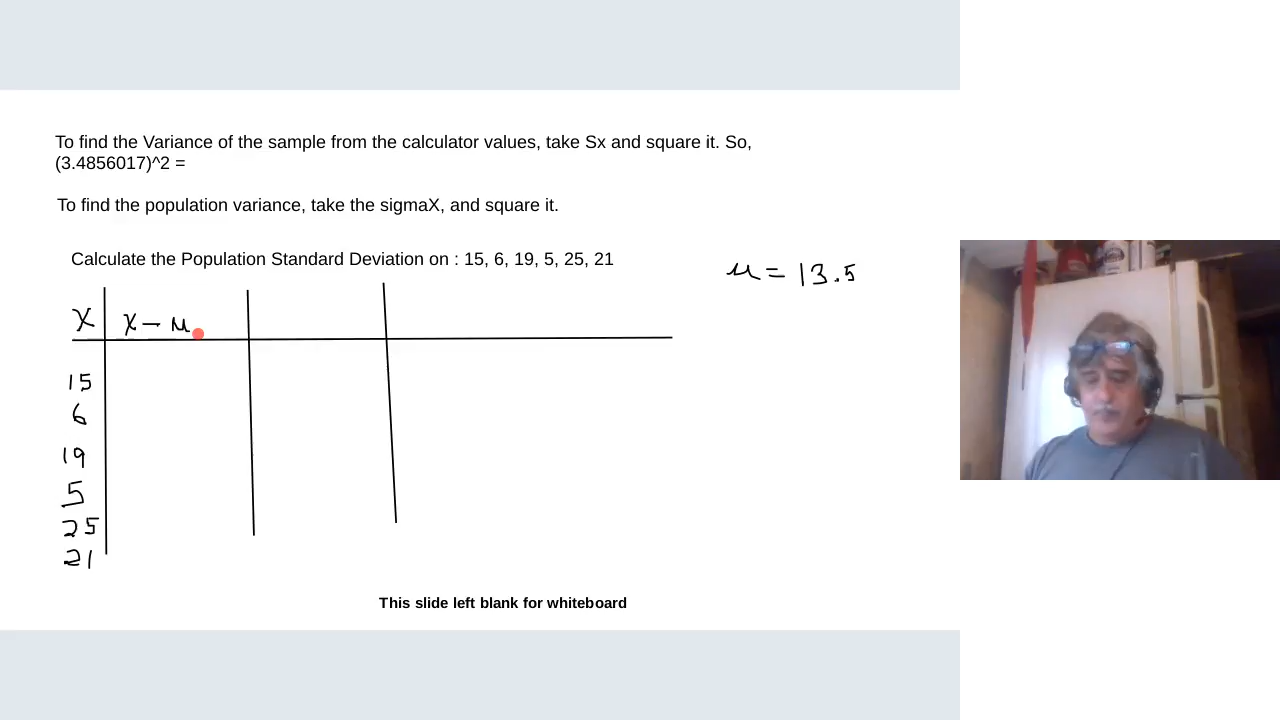 To find the Variance of the sample from the calculator values, take Sx and square it. So,
(3.4856017)^2 =
To find the population variance, take the sigmaX, and square it.
Calculate the Population Standard Deviation on : 15, 6, 19, 5, 25, 21
μ = 13.5
X X - μ
15
6
19
5
25
21
This slide left blank for whiteboard